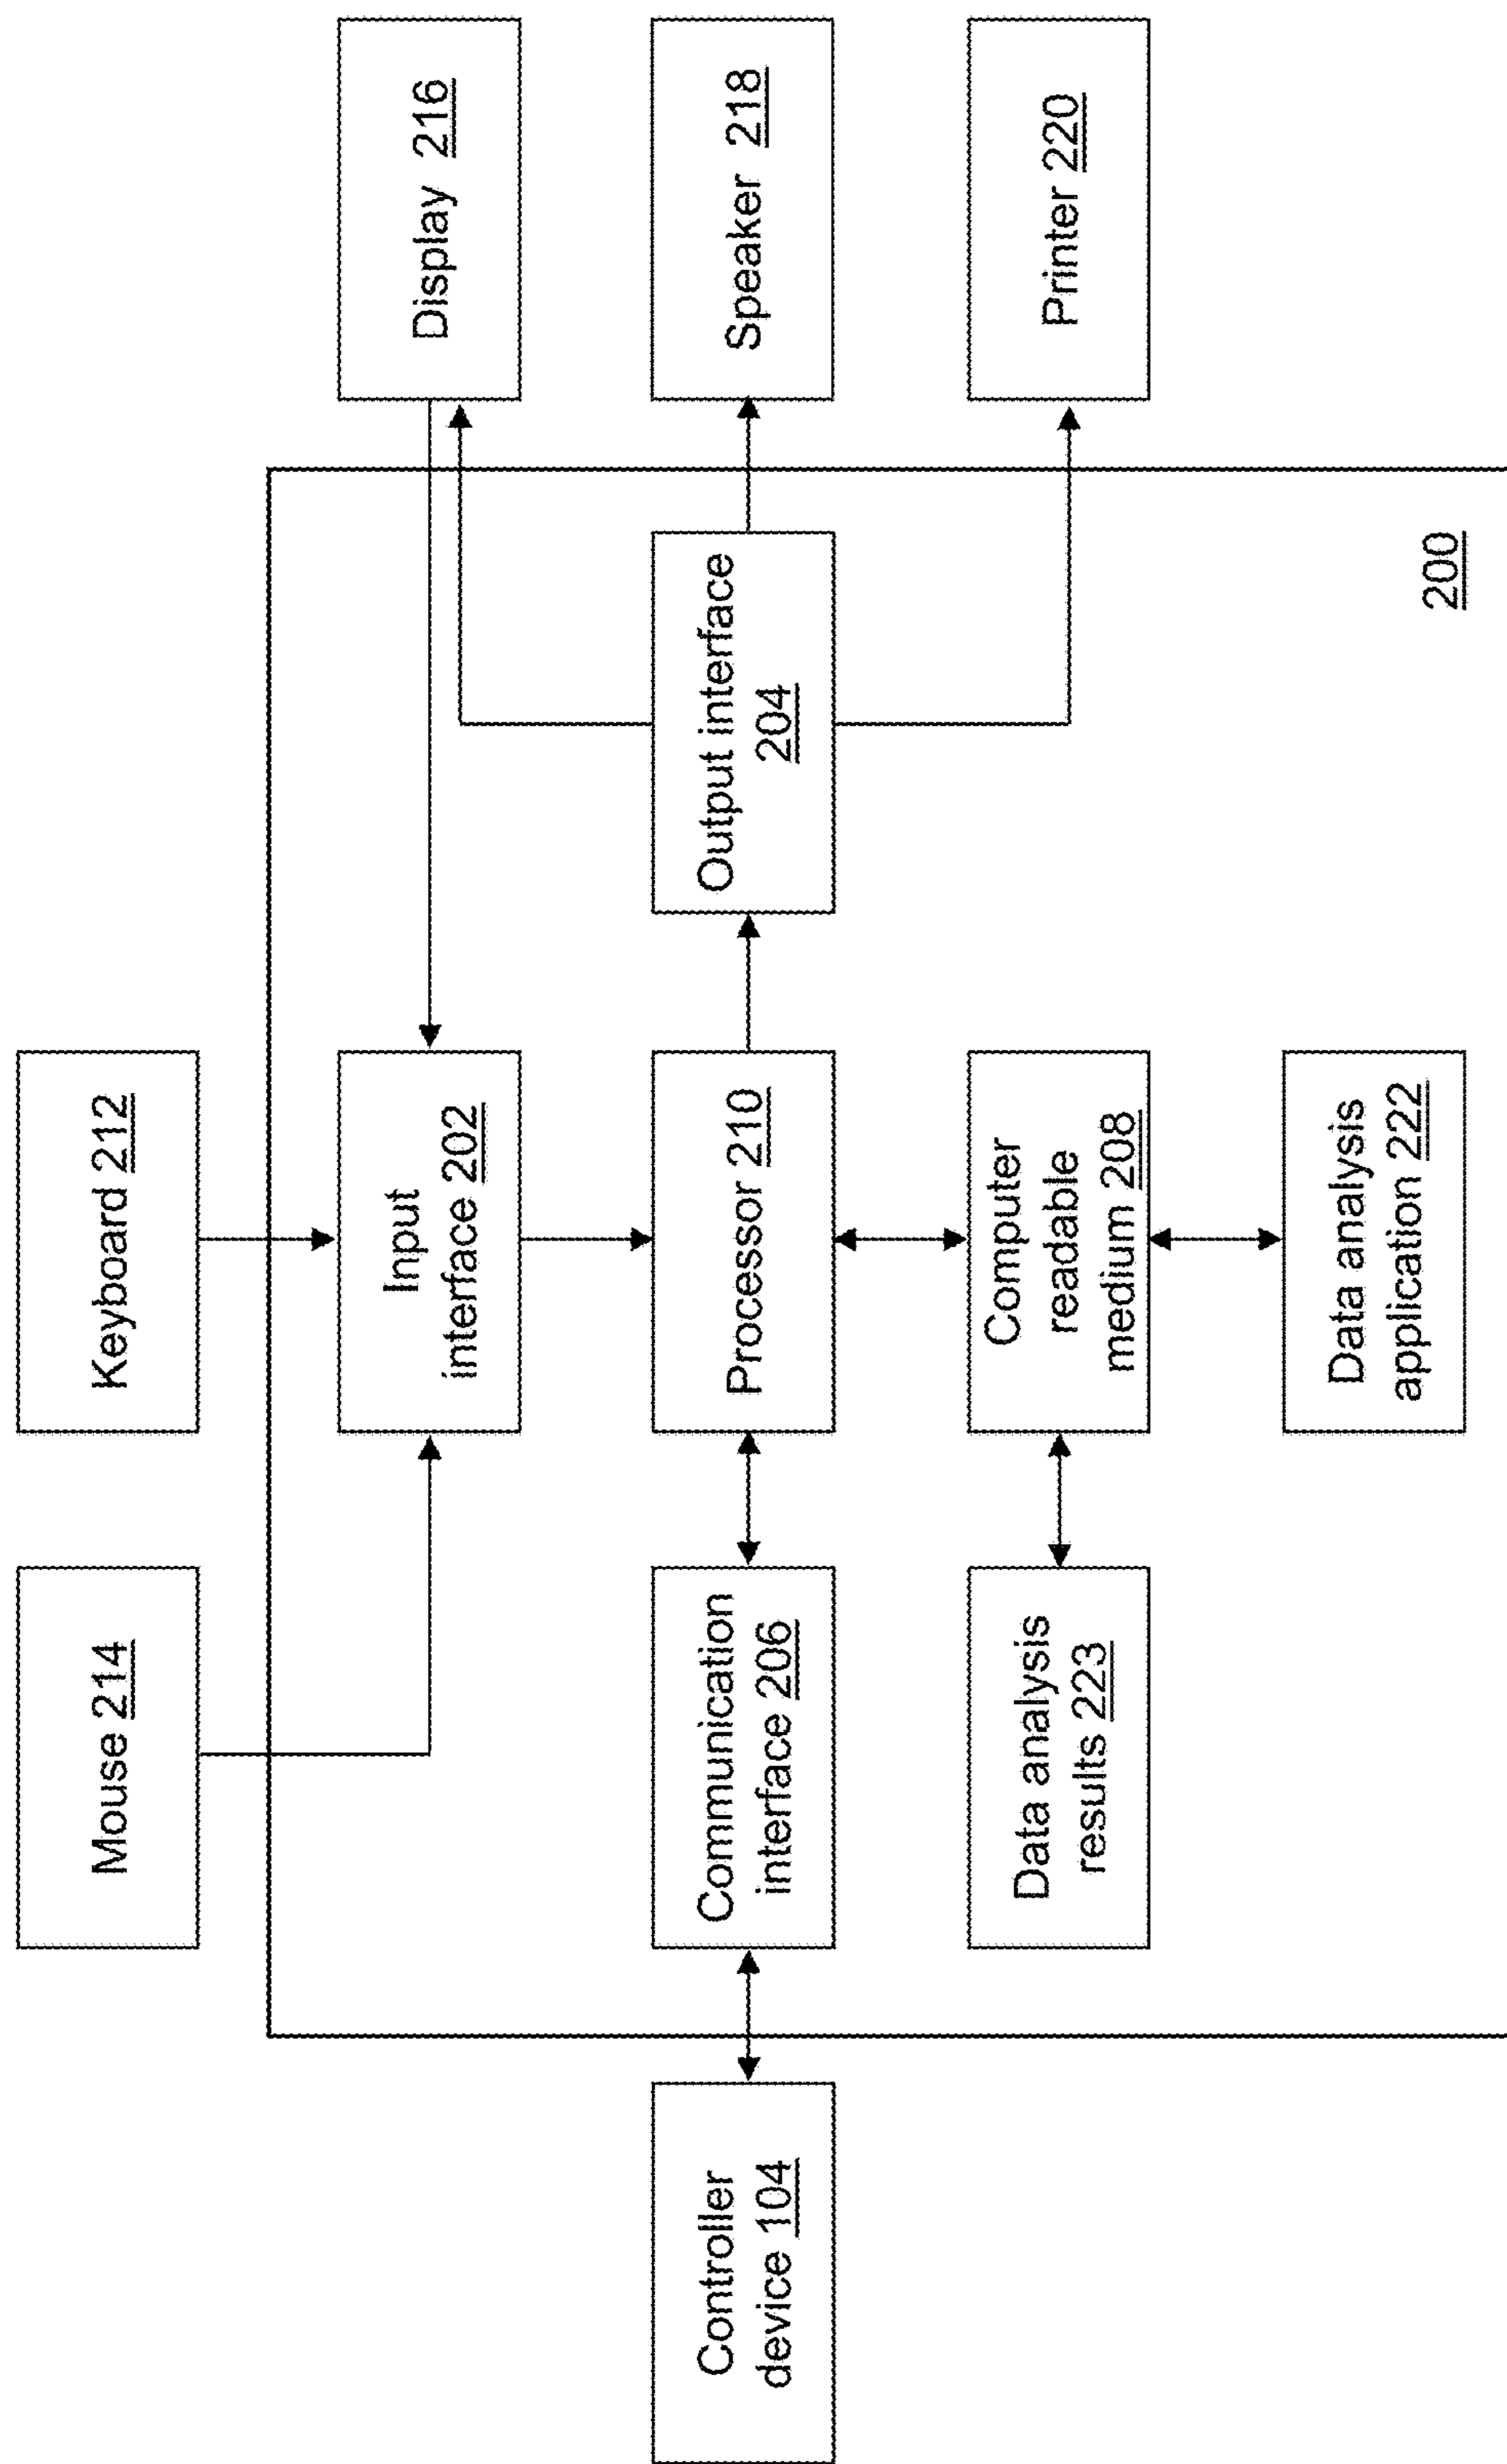 Mouse 214
Keyboard 212
Input
interface 202
Display 216
Controller
device 104
Communication
interface 206
Processor 210
Output interface
204
Speaker 218
Data analysis
results 223
Computer
readable
medium 208
Printer 220
Data analysis
application 222
200